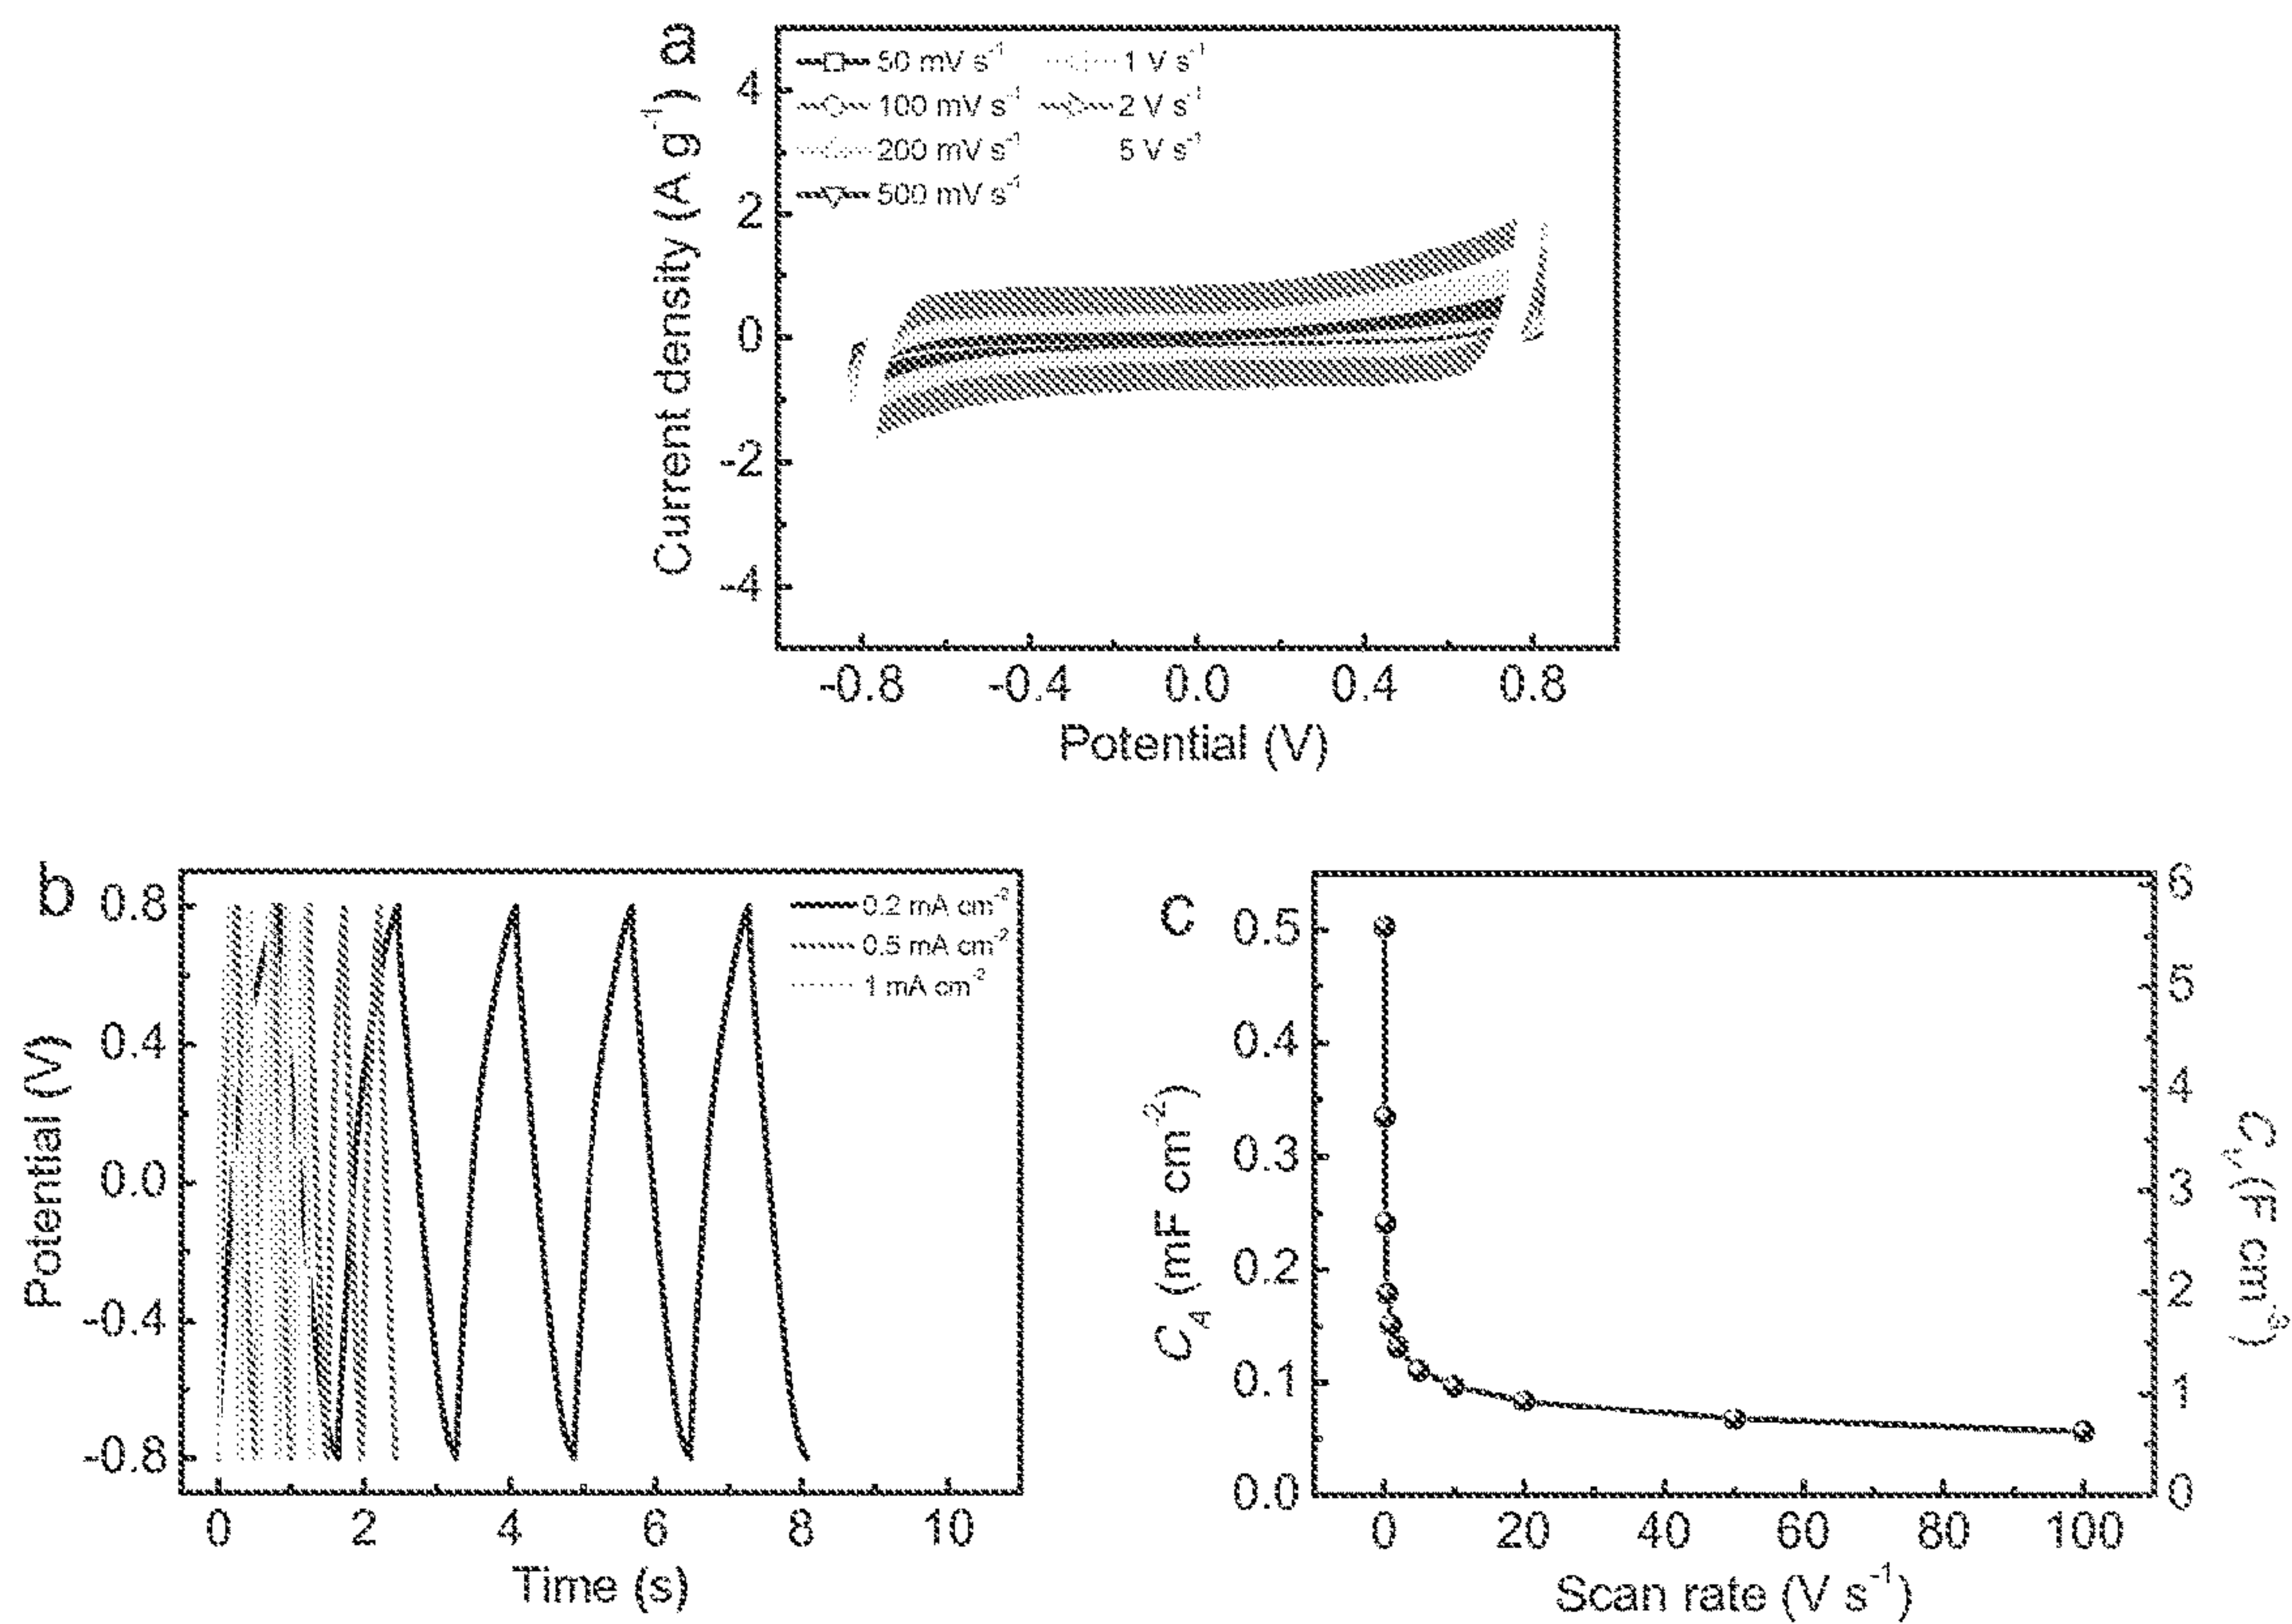 a
Current density (A g⁻¹)
50 mV s⁻¹
100 mV s⁻¹
200 mV s⁻¹
500 mV s⁻¹
1 V s⁻¹
2 V s⁻¹
5 V s⁻¹
4
2
0
-2
-4
-0.8 -0.4 0.0 0.4 0.8
Potential (V)
b
Potential (V)
0.8
0.4
0.0
-0.4
-0.8
0.2 mA cm⁻²
0.5 mA cm⁻²
1 mA cm⁻²
0 2 4 6 8 10
Time (s)
c
C_A (mF cm⁻²)
0.5
0.4
0.3
0.2
0.1
0.0
6
5
4
3
2
1
0
C_V (F cm⁻³)
0 20 40 60 80 100
Scan rate (V s⁻¹)